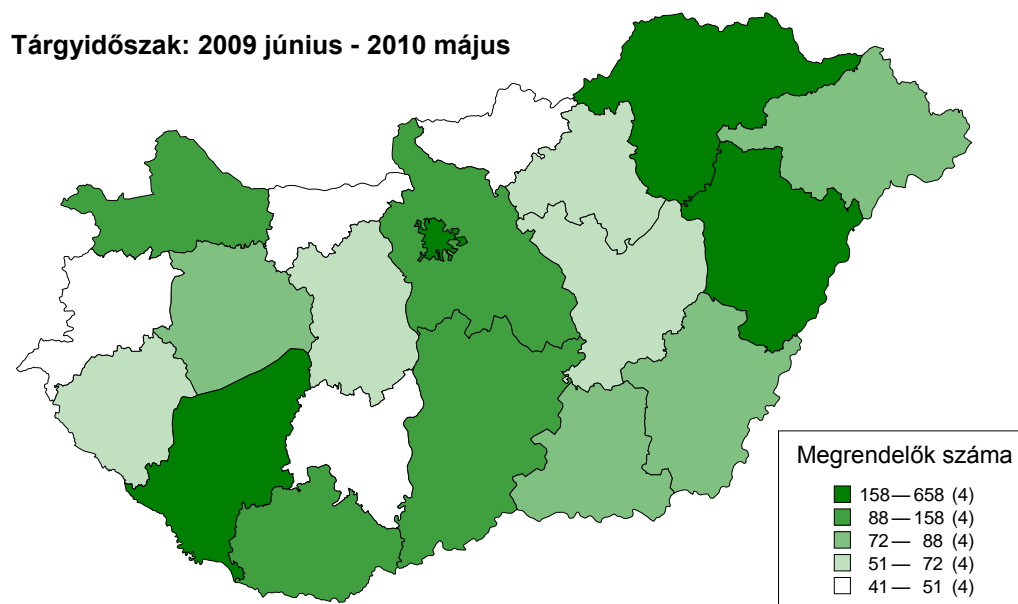 Tárgyidőszak: 2009 június - 2010 május
Megrendelők száma
158 — 658 (4)
88 — 158 (4)
72 — 88 (4)
51 — 72 (4)
41 — 51 (4)